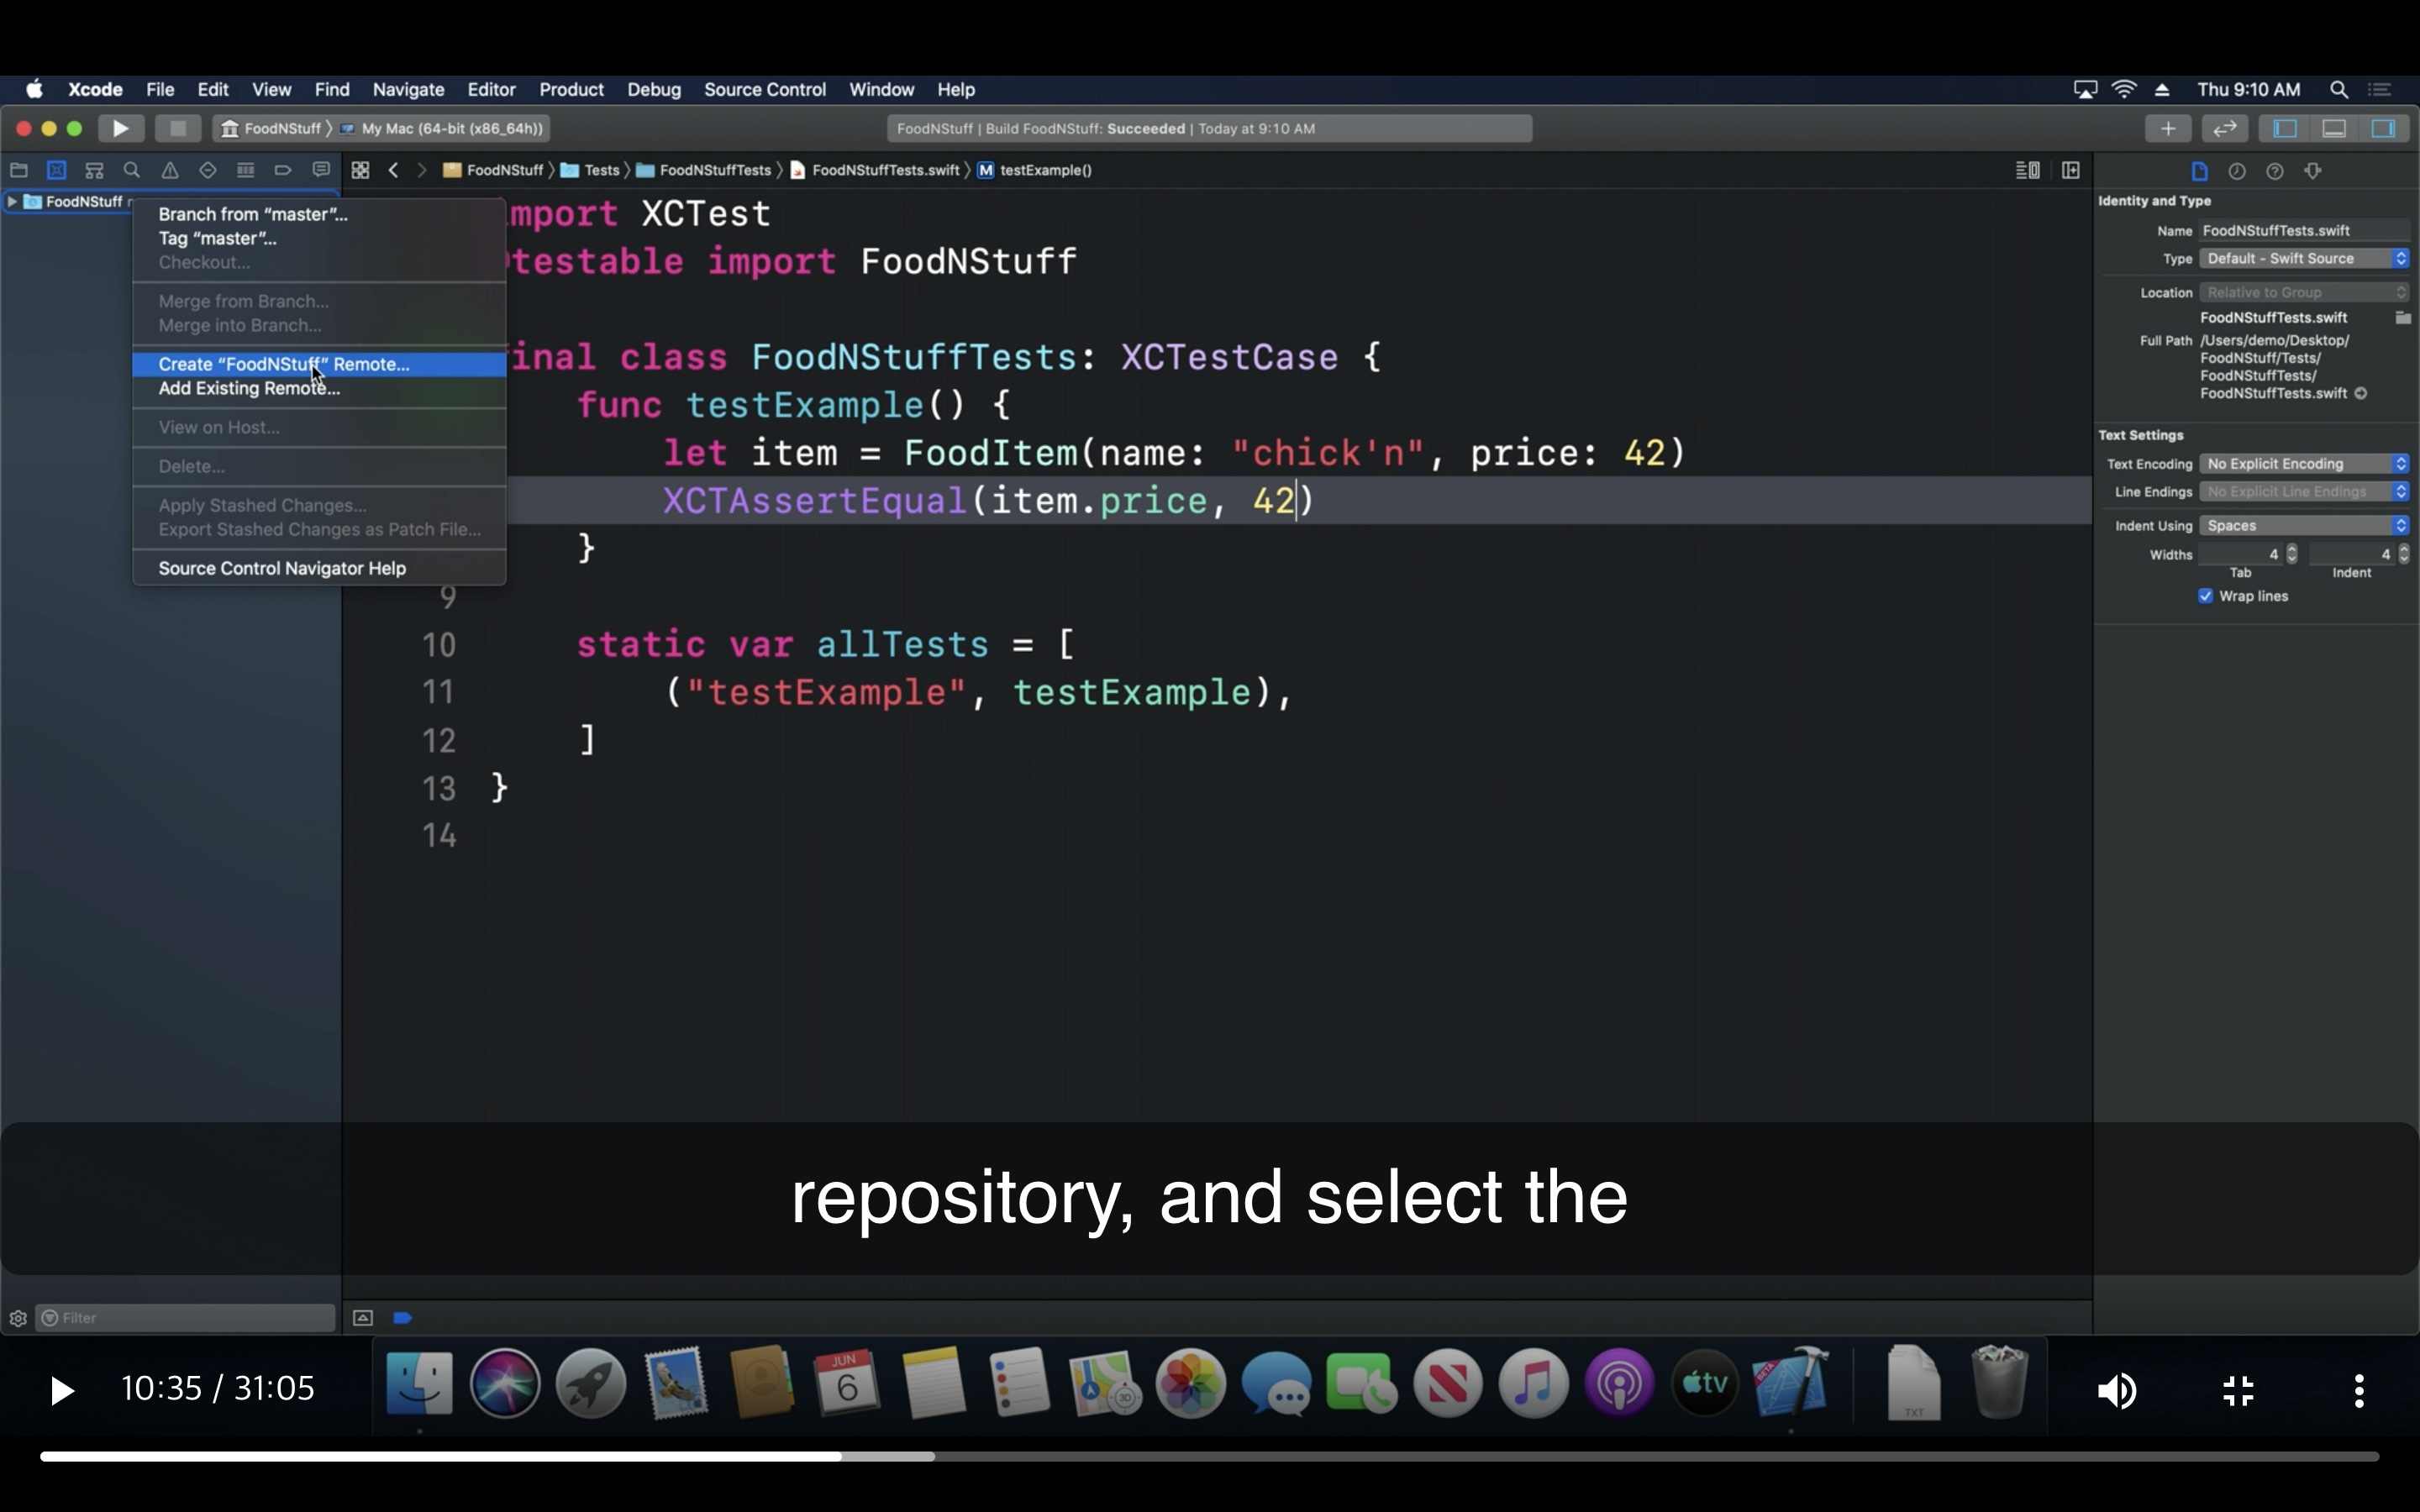 Xcode File Edit View Find Navigate Editor Product Debug Source Control Window Help Thu 9:10 AM
FoodNStuff My Mac (64-bit (x86_64h)) FoodNStuff | Build FoodNStuff: Succeeded | Today at 9:10 AM
FoodNStuff Tests FoodNStuffTests FoodNStuffTests.swift M testExample()
FoodNStuff
Branch from “master”...
Tag “master”...
Checkout...
Merge from Branch...
Merge into Branch...
Create “FoodNStuff” Remote...
Add Existing Remote...
View on Host...
Delete...
Apply Stashed Changes...
Export Stashed Changes as Patch File...
Source Control Navigator Help
mport XCTest
testable import FoodNStuff
inal class FoodNStuffTests: XCTestCase {
func testExample() {
let item = FoodItem(name: "chick'n", price: 42)
XCTAssertEqual(item.price, 42)
}
9
10 static var allTests = [
11 ("testExample", testExample),
12 ]
13 }
14
Identity and Type
Name FoodNStuffTests.swift
Type Default - Swift Source
Location Relative to Group
FoodNStuffTests.swift
Full Path /Users/demo/Desktop/
FoodNStuff/Tests/
FoodNStuffTests/
FoodNStuffTests.swift
Text Settings
Text Encoding No Explicit Encoding
Line Endings No Explicit Line Endings
Indent Using Spaces
Widths 4 4
Tab Indent
Wrap lines
repository, and select the
Filter
10:35 / 31:05
JUN
6
3D
tv
BETA
TXT